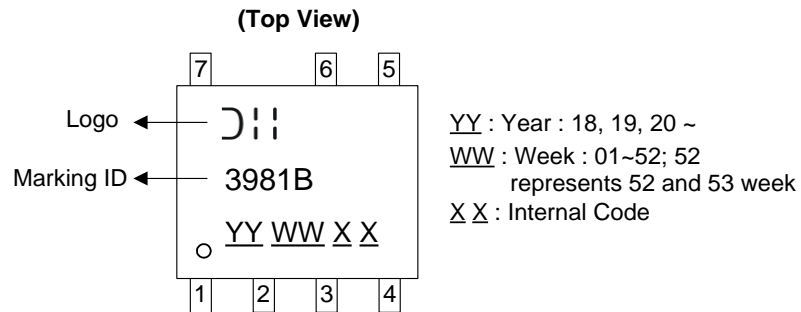 (Top View)
7 6 5
Logo
3981B
Marking ID
YY WW X X
1 2 3 4
YY : Year : 18, 19, 20 ~
WW : Week : 01~52; 52
represents 52 and 53 week
X X : Internal Code